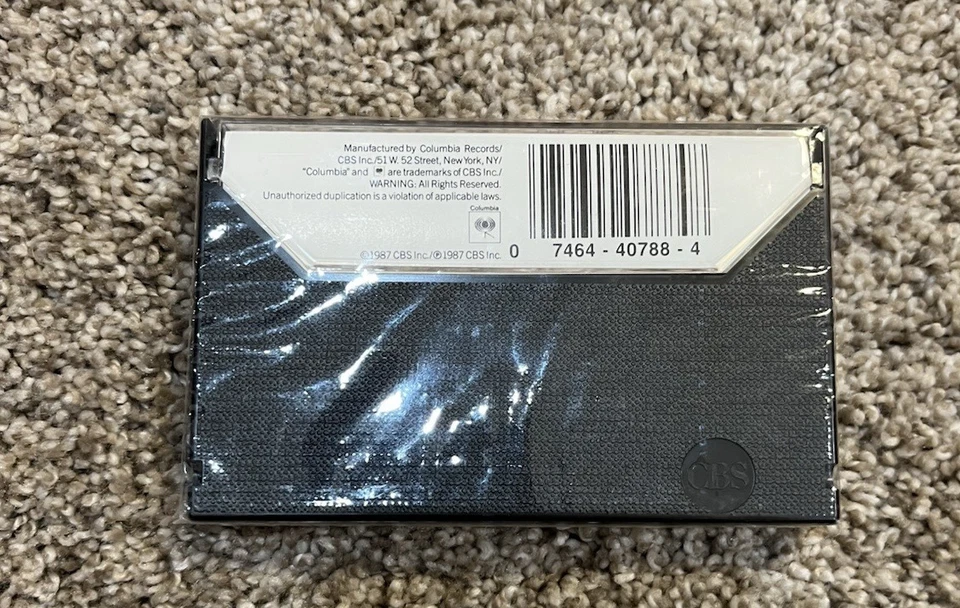 Manufactured by Columbia Records/
CBS Inc./51 W. 52 Street, New York, NY/
"Columbia" and are trademarks of CBS Inc./
WARNING: All Rights Reserved.
Unauthorized duplication is a violation of applicable laws.
Columbia
©1987 CBS Inc./℗1987 CBS Inc.
0 7464 - 40788 - 4
CBS